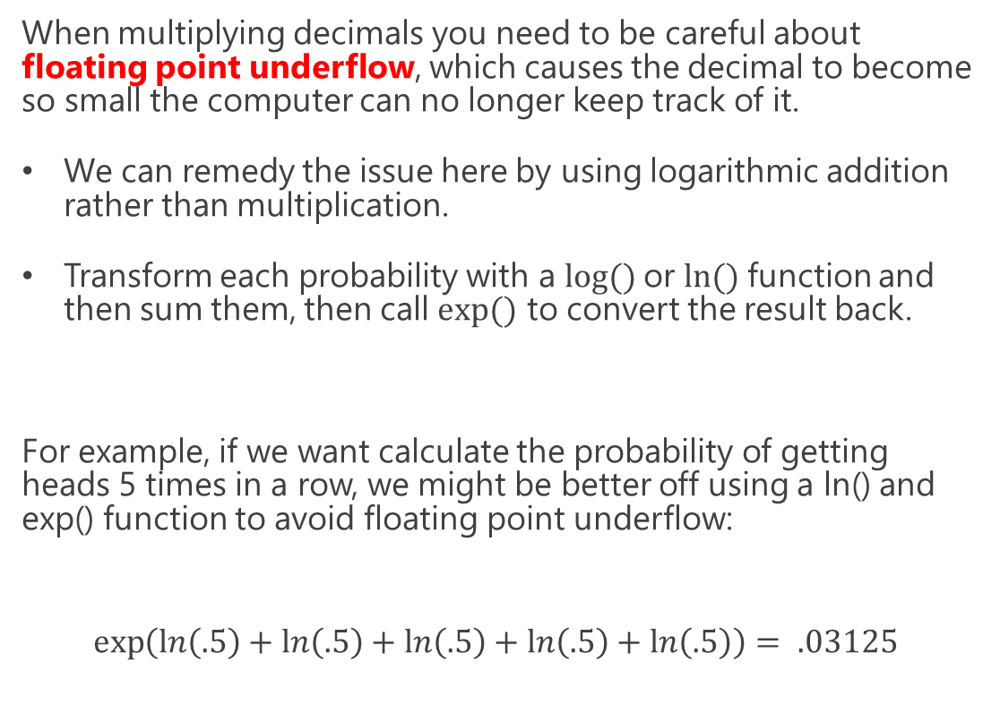 When multiplying decimals you need to be careful about
floating point underflow, which causes the decimal to become
so small the computer can no longer keep track of it.
• We can remedy the issue here by using logarithmic addition
rather than multiplication.
• Transform each probability with a log() or ln() function and
then sum them, then call exp() to convert the result back.
For example, if we want calculate the probability of getting
heads 5 times in a row, we might be better off using a ln() and
exp() function to avoid floating point underflow:
exp(ln(.5) + ln(.5) + ln(.5) + ln(.5) + ln(.5)) = .03125